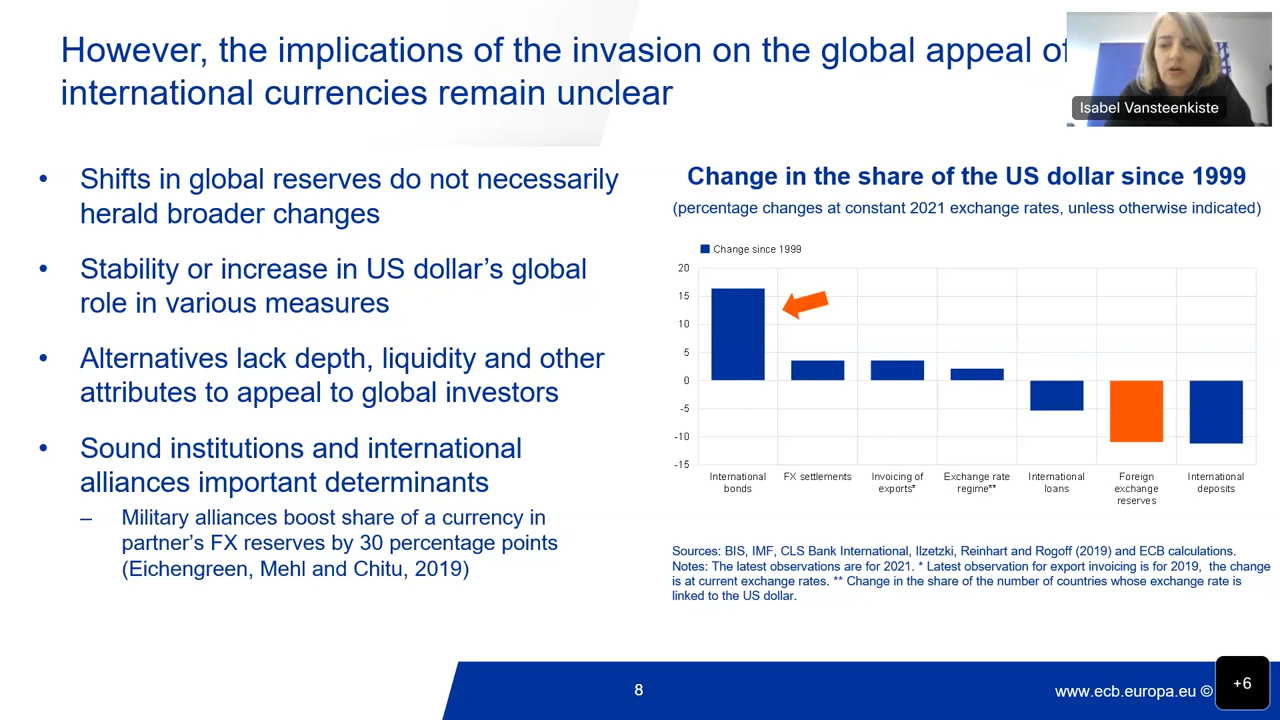 However, the implications of the invasion on the global appeal of
international currencies remain unclear
Isabel Vansteenkiste
• Shifts in global reserves do not necessarily
herald broader changes
• Stability or increase in US dollar’s global
role in various measures
• Alternatives lack depth, liquidity and other
attributes to appeal to global investors
• Sound institutions and international
alliances important determinants
– Military alliances boost share of a currency in
partner’s FX reserves by 30 percentage points
(Eichengreen, Mehl and Chitu, 2019)
Change in the share of the US dollar since 1999
(percentage changes at constant 2021 exchange rates, unless otherwise indicated)
Change since 1999
20
15
10
5
0
-5
-10
-15
International
bonds
FX settlements
Invoicing of
exports*
Exchange rate
regime**
International
loans
Foreign
exchange
reserves
International
deposits
Sources: BIS, IMF, CLS Bank International, Ilzetzki, Reinhart and Rogoff (2019) and ECB calculations.
Notes: The latest observations are for 2021. * Latest observation for export invoicing is for 2019, the change
is at current exchange rates. ** Change in the share of the number of countries whose exchange rate is
linked to the US dollar.
8
www.ecb.europa.eu ©
+6